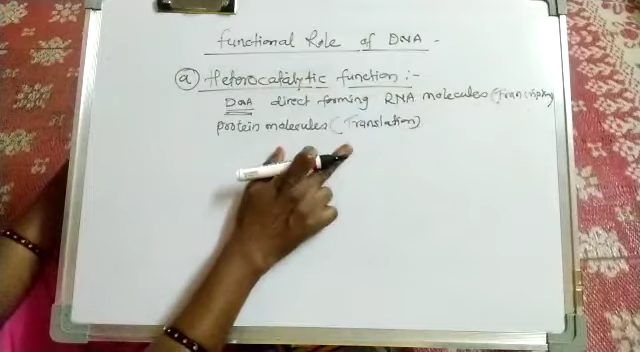 Functional Role of DNA -
(a) Heterocatalytic function :-
DNA direct forming RNA molecules (Transcription
protein molecules (Translation)